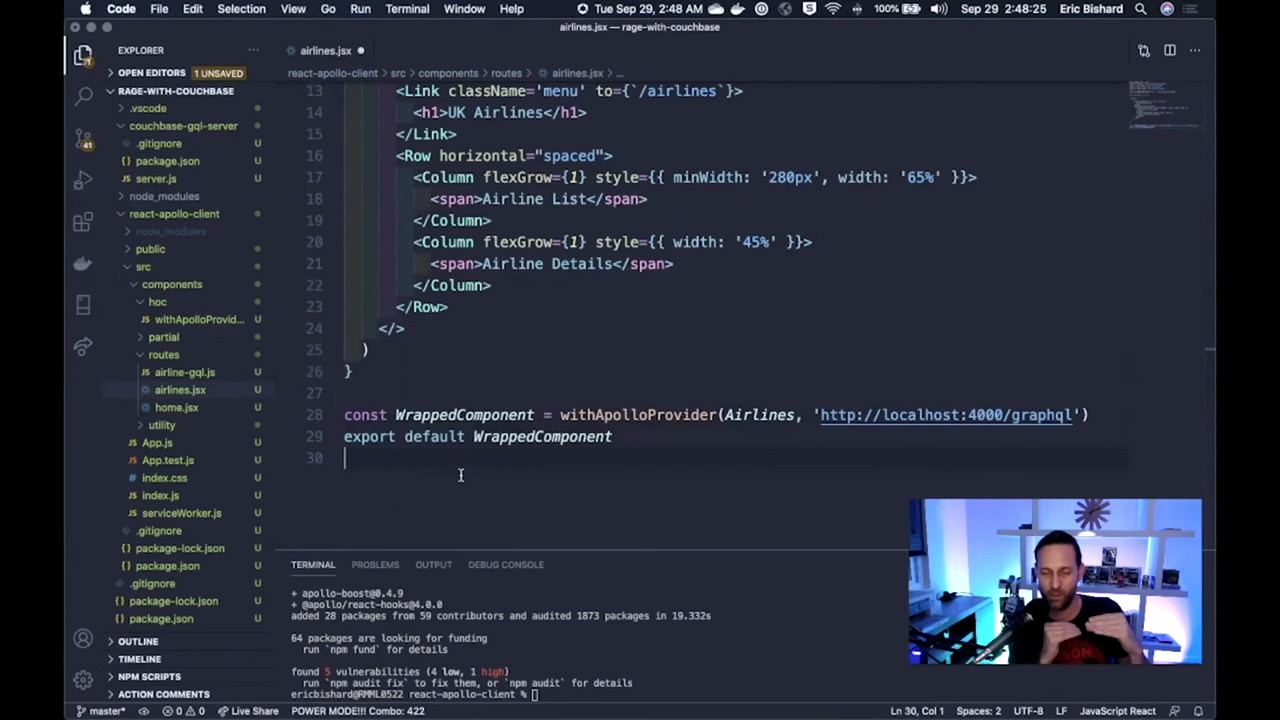 Code File Edit Selection View Go Run Terminal Window Help Tue Sep 29 2:48 AM 100% Sep 29 2:48:25 Eric Bishard
airlines.jsx — rage-with-couchbase
EXPLORER ···
airlines.jsx
OPEN EDITORS 1 UNSAVED
react-apollo-client > src > components > routes > airlines.jsx > ...
RAGE-WITH-COUCHBASE
.vscode
couchbase-gql-server
.gitignore U
package.json U
JS server.js U
node_modules
react-apollo-client
node_modules
public
src
components
hoc
JS withApolloProvid... U
partial
routes
JS airline-gql.js U
airlines.jsx U
home.jsx U
utility
JS App.js U
JS App.test.js U
index.css U
JS index.js U
JS serviceWorker.js U
.gitignore U
{} package-lock.json U
{} package.json U
.gitignore U
{} package-lock.json U
{} package.json U
OUTLINE
TIMELINE
NPM SCRIPTS
ACTION COMMENTS
41
13 <Link className='menu' to={`/airlines`}>
14 <h1>UK Airlines</h1>
15 </Link>
16 <Row horizontal="spaced">
17 <Column flexGrow={1} style={{ minWidth: '280px', width: '65%' }}>
18 <span>Airline List</span>
19 </Column>
20 <Column flexGrow={1} style={{ width: '45%' }}>
21 <span>Airline Details</span>
22 </Column>
23 </Row>
24 </>
25 )
26 }
27
28 const WrappedComponent = withApolloProvider(Airlines, 'http://localhost:4000/graphql')
29 export default WrappedComponent
30
TERMINAL PROBLEMS OUTPUT DEBUG CONSOLE
+ apollo-boost@0.4.9
+ @apollo/react-hooks@4.0.0
added 28 packages from 59 contributors and audited 1873 packages in 19.332s
64 packages are looking for funding
run `npm fund` for details
found 5 vulnerabilities (4 low, 1 high)
run `npm audit fix` to fix them, or `npm audit` for details
ericbishard@RMML0522 react-apollo-client %
master* 0 0 Live Share POWER MODE!!! Combo: 422 Ln 30, Col 1 Spaces: 2 UTF-8 LF JavaScript React